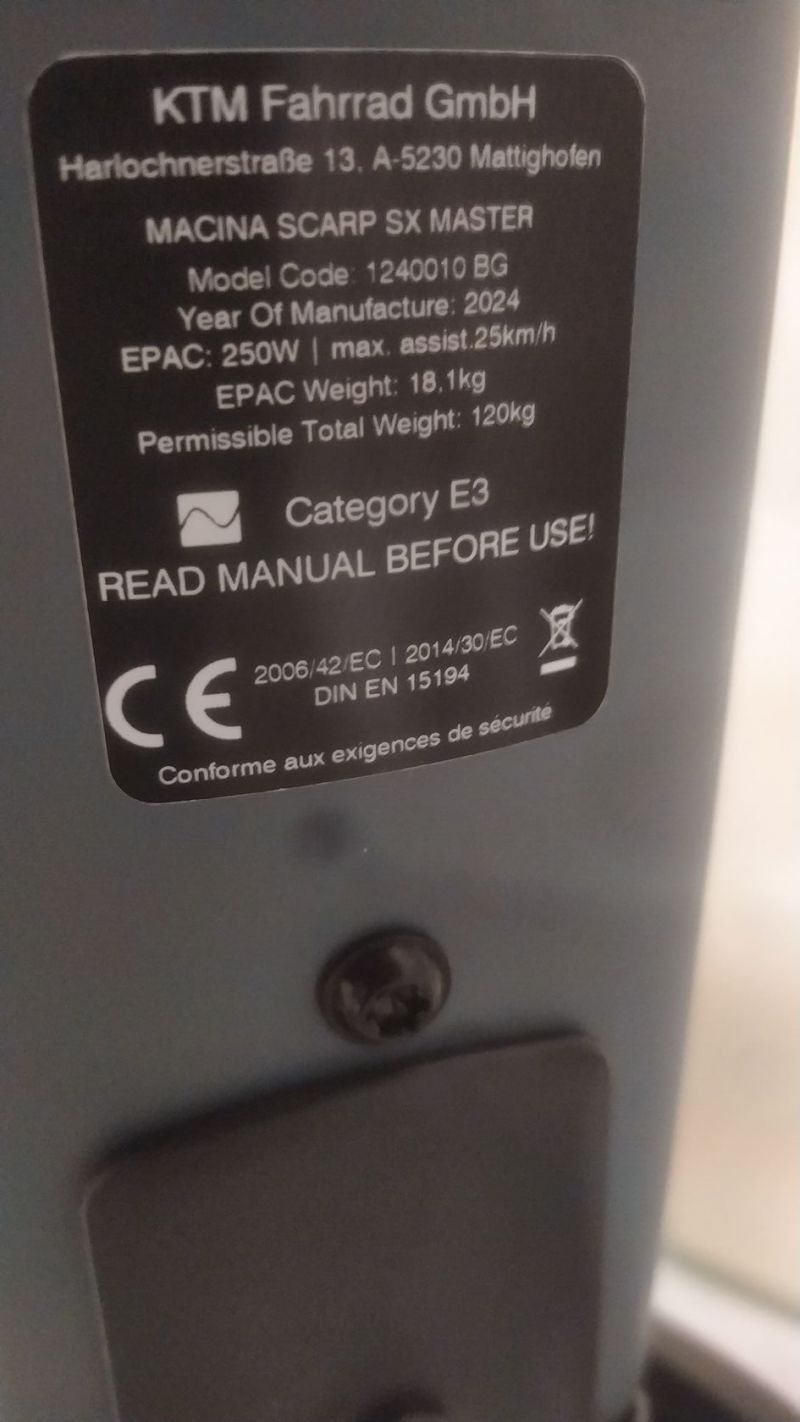 KTM Fahrrad GmbH
Harlochnerstraße 13, A-5230 Mattighofen
MACINA SCARP SX MASTER
Model Code: 1240010 BG
Year Of Manufacture: 2024
EPAC: 250W | max. assist.25km/h
EPAC Weight: 18,1kg
Permissible Total Weight: 120kg
Category E3
READ MANUAL BEFORE USE!
CE 2006/42/EC | 2014/30/EC
DIN EN 15194
Conforme aux exigences de sécurité